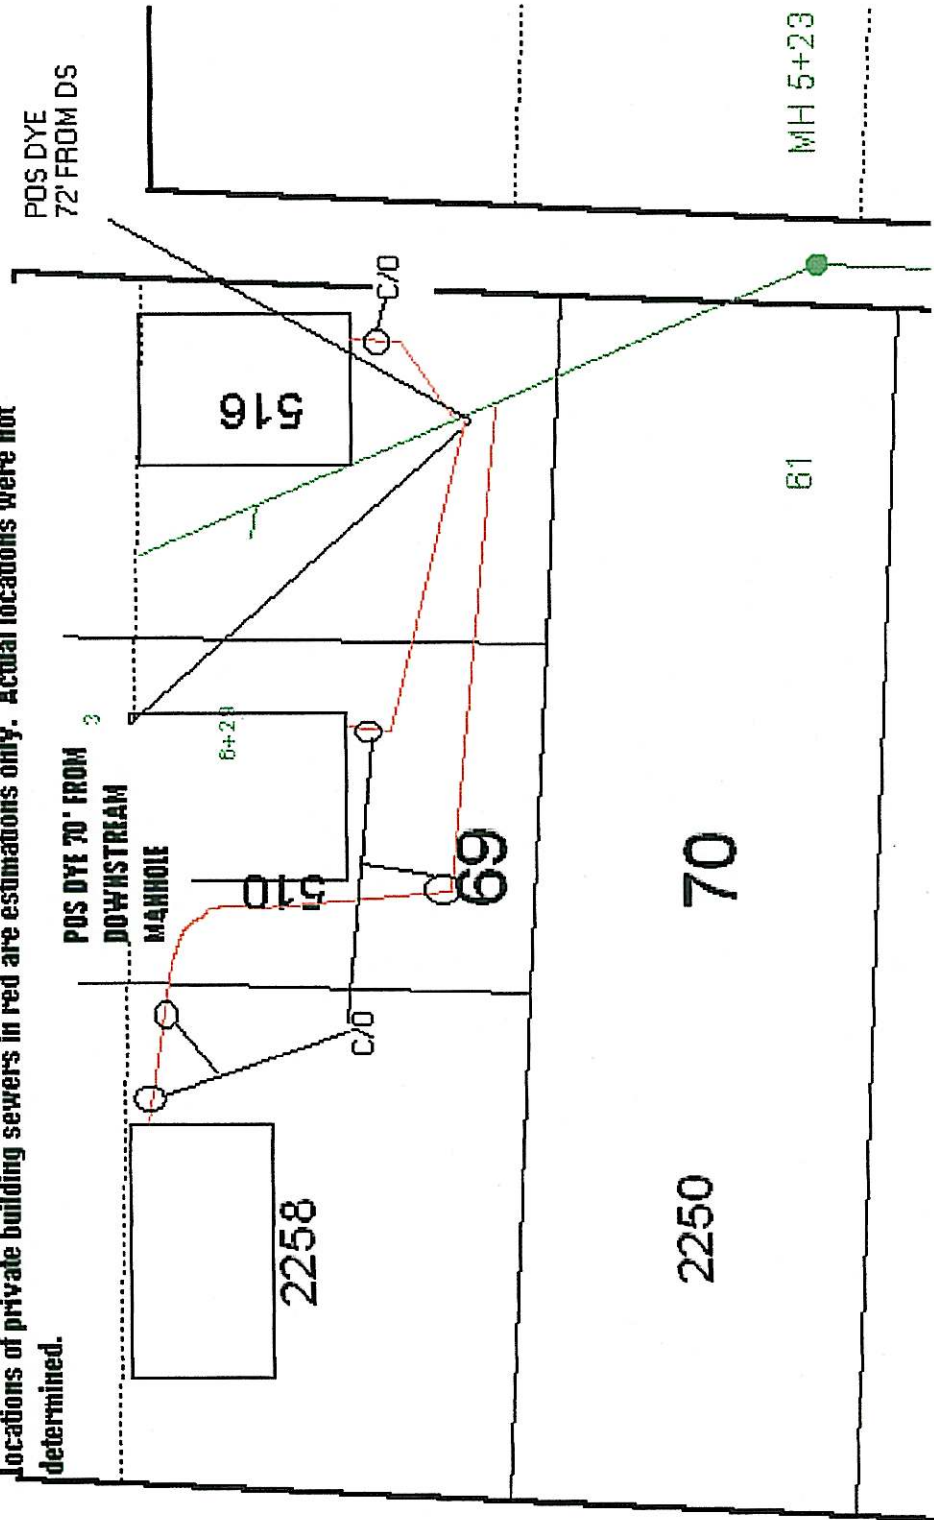 Locations of private building sewers in red are estimations only. Actual locations were not
determined.
POS DYE
72' FROM DS
POS DYE 70' FROM
DOWNSTREAM
MANHOLE
516
C/O
3
6+23
510
69
C/O
2258
70
2250
61
MH 5+23